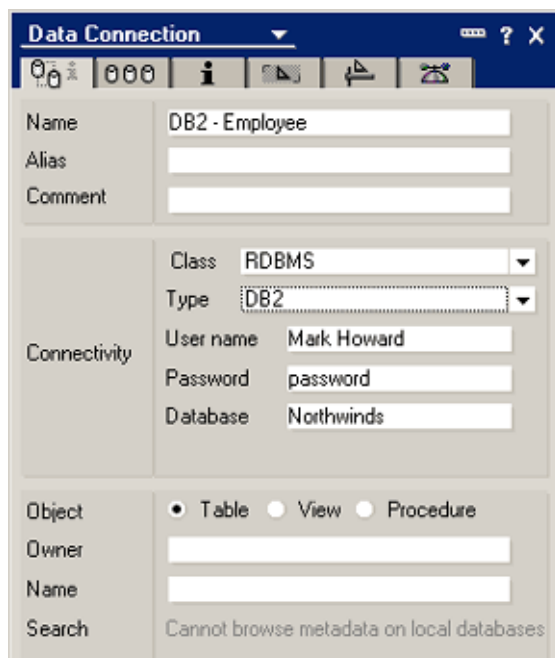 Data Connection
? X
i
Name DB2 - Employee
Alias
Comment
Class RDBMS
Type DB2
Connectivity
User name Mark Howard
Password password
Database Northwinds
Object Table View Procedure
Owner
Name
Search Cannot browse metadata on local databases